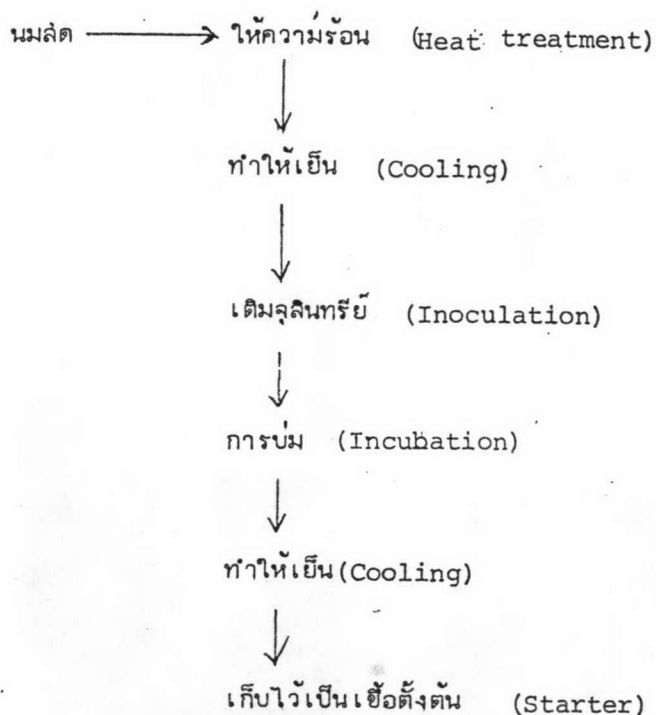 นมสด ให้ความร้อน (Heat treatment)
ทำให้เย็น (Cooling)
เติมจุลินทรีย์ (Inoculation)
การบ่ม (Incubation)
ทำให้เย็น (Cooling)
เก็บไว้เป็นเชื้อตั้งต้น (Starter)